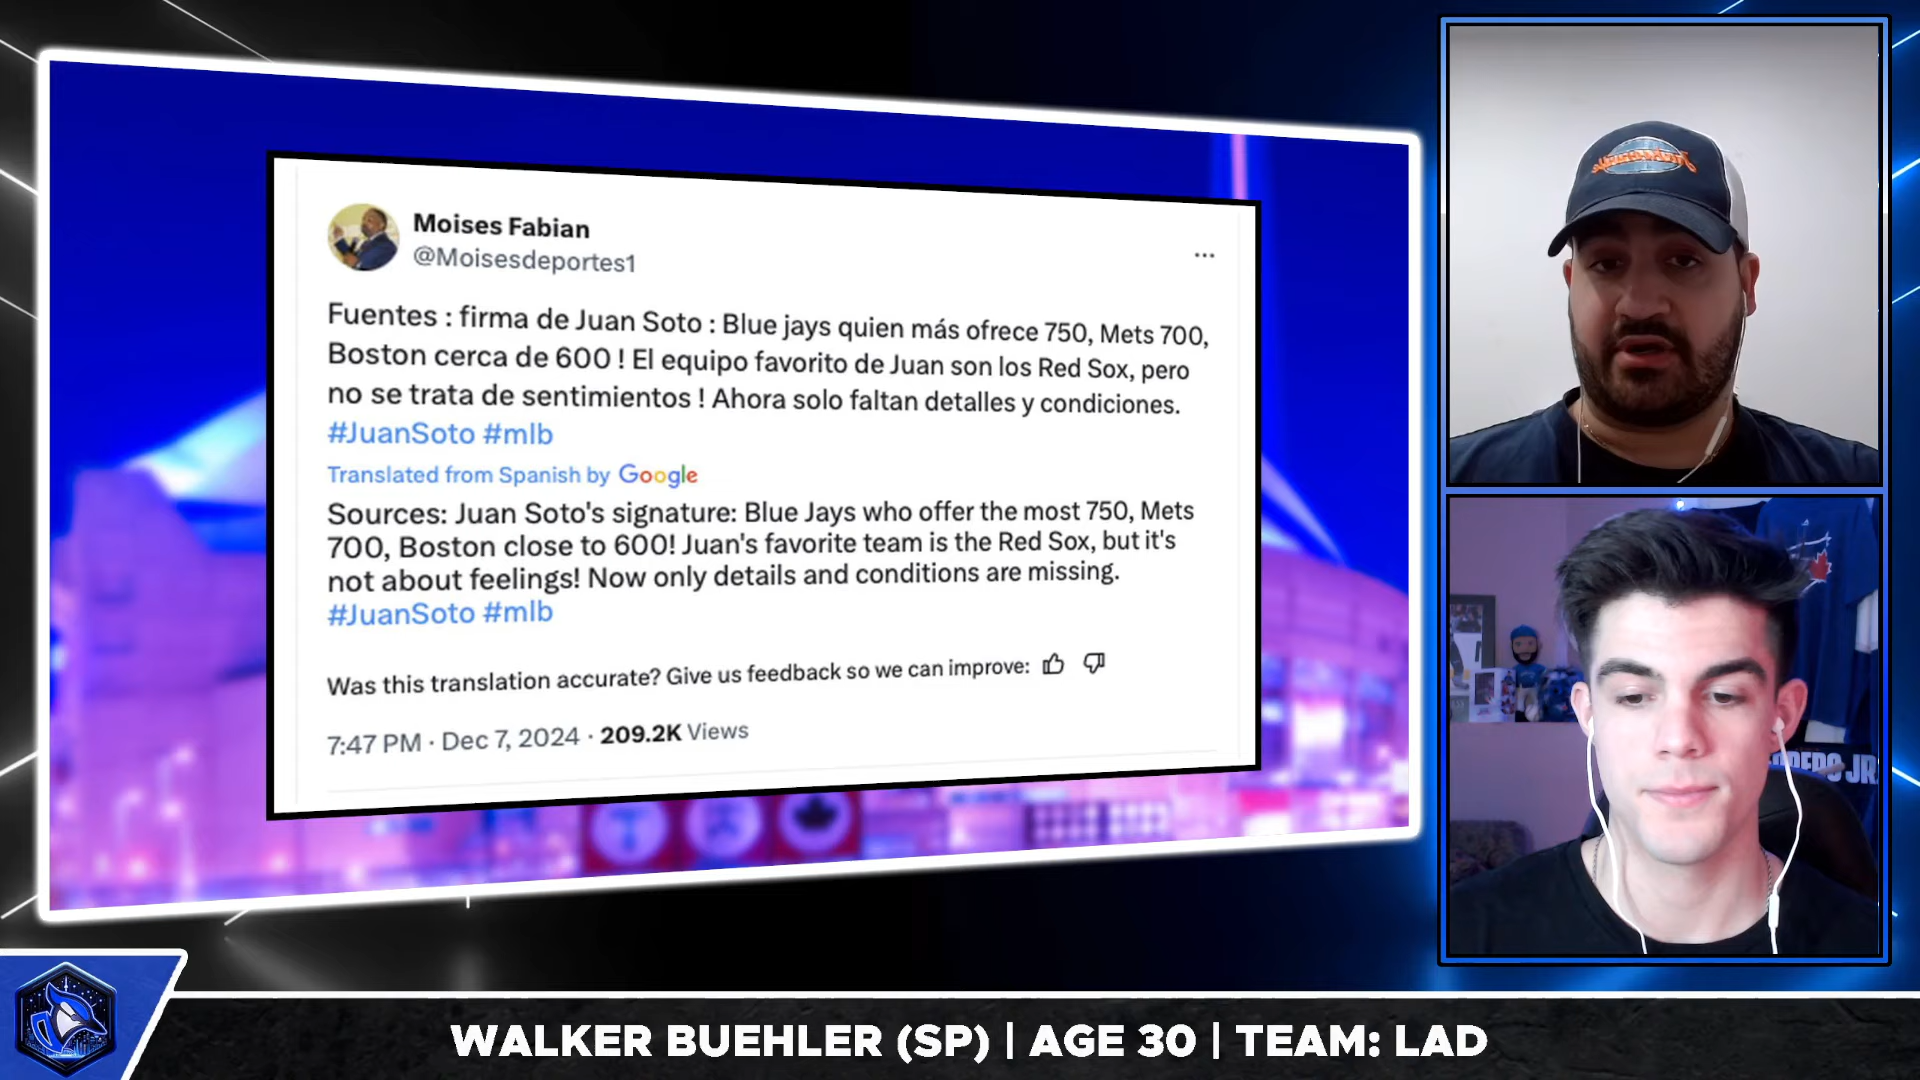 Moises Fabian
@Moisesdeportes1
Fuentes : firma de Juan Soto : Blue jays quien más ofrece 750, Mets 700,
Boston cerca de 600 ! El equipo favorito de Juan son los Red Sox, pero
no se trata de sentimientos ! Ahora solo faltan detalles y condiciones.
#JuanSoto #mlb
Translated from Spanish by Google
Sources: Juan Soto's signature: Blue Jays who offer the most 750, Mets
700, Boston close to 600! Juan's favorite team is the Red Sox, but it's
not about feelings! Now only details and conditions are missing.
#JuanSoto #mlb
Was this translation accurate? Give us feedback so we can improve:
7:47 PM · Dec 7, 2024 · 209.2K Views
JR.
WALKER BUEHLER (SP) | AGE 30 | TEAM: LAD